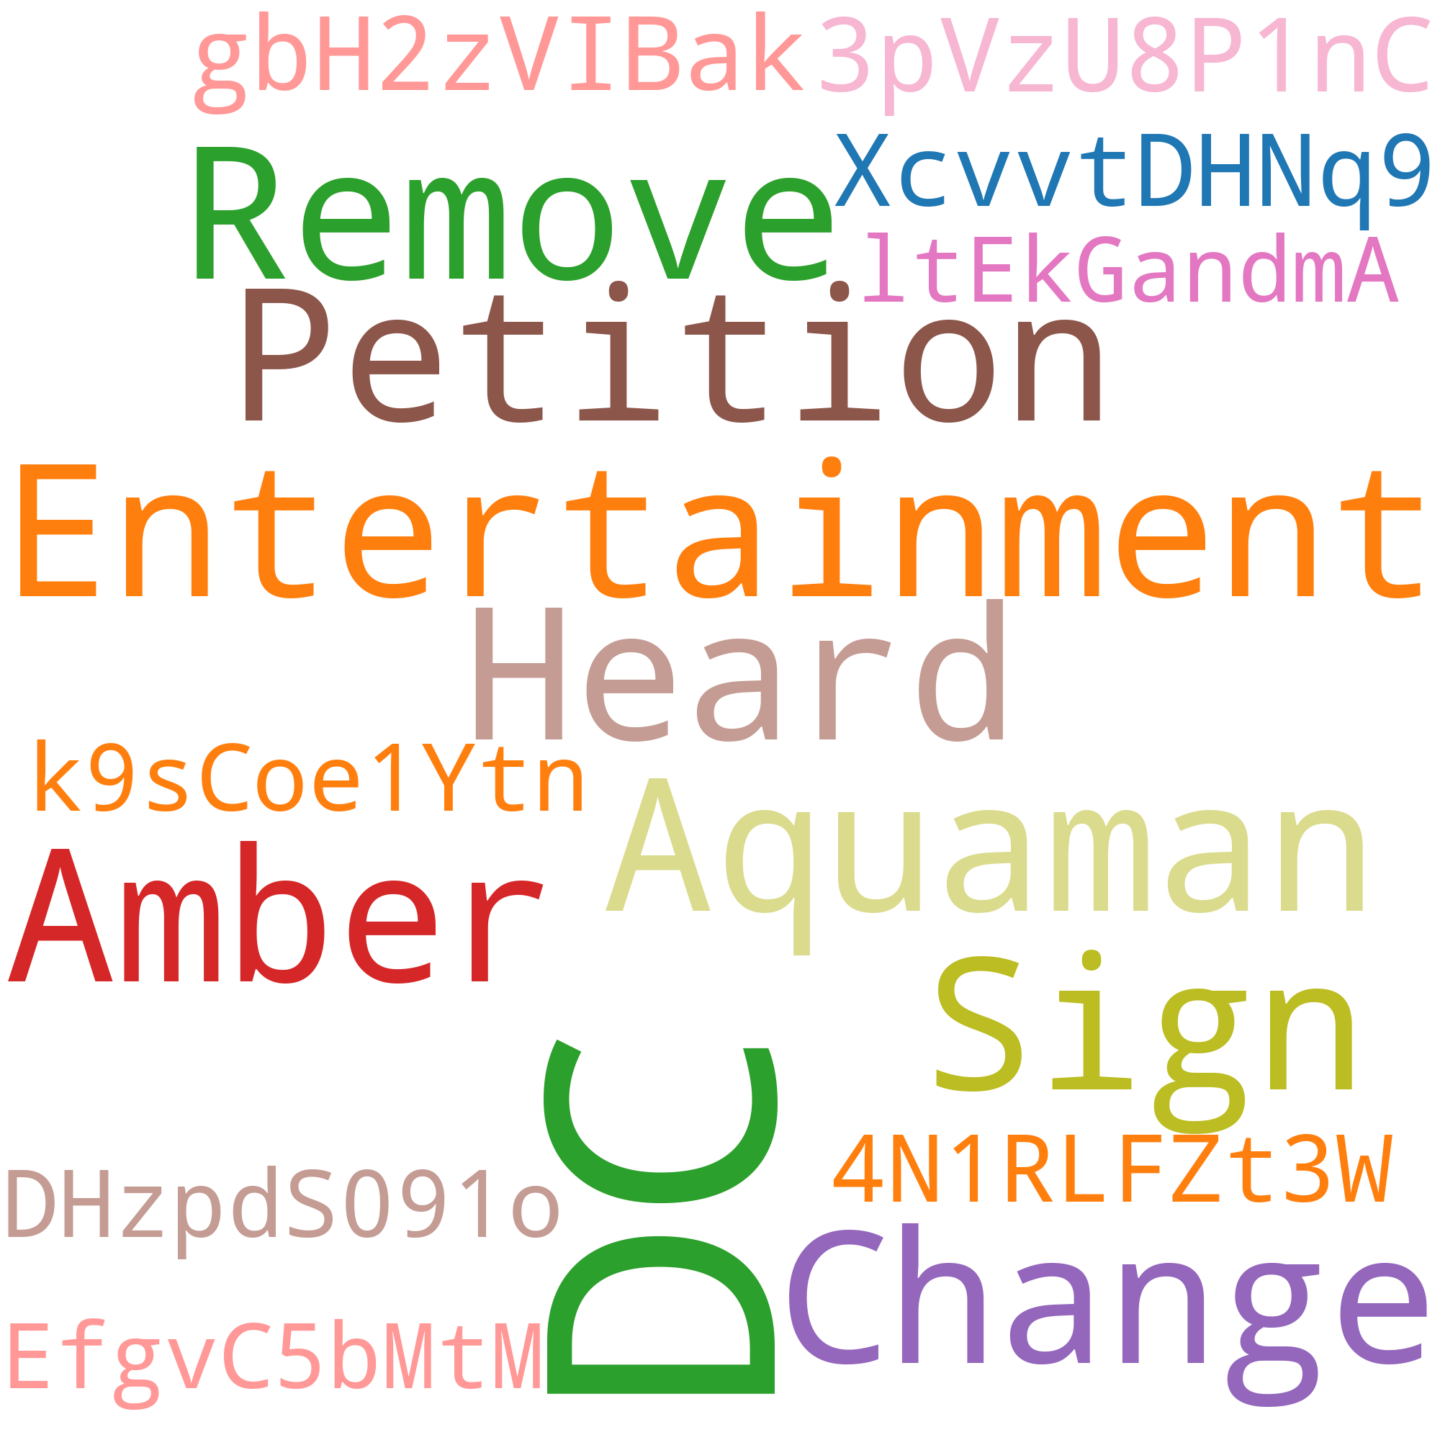 gbH2zVIBak 3pVzU8P1nC
Remove XcvvtDHNq9
ltEkGandmA
Petition
Entertainment
Heard
k9sCoe1Ytn
Aquaman
Amber
Sign
DC
4N1RLFZt3W
DHzpdS091o
Change
EfgvC5bMtM